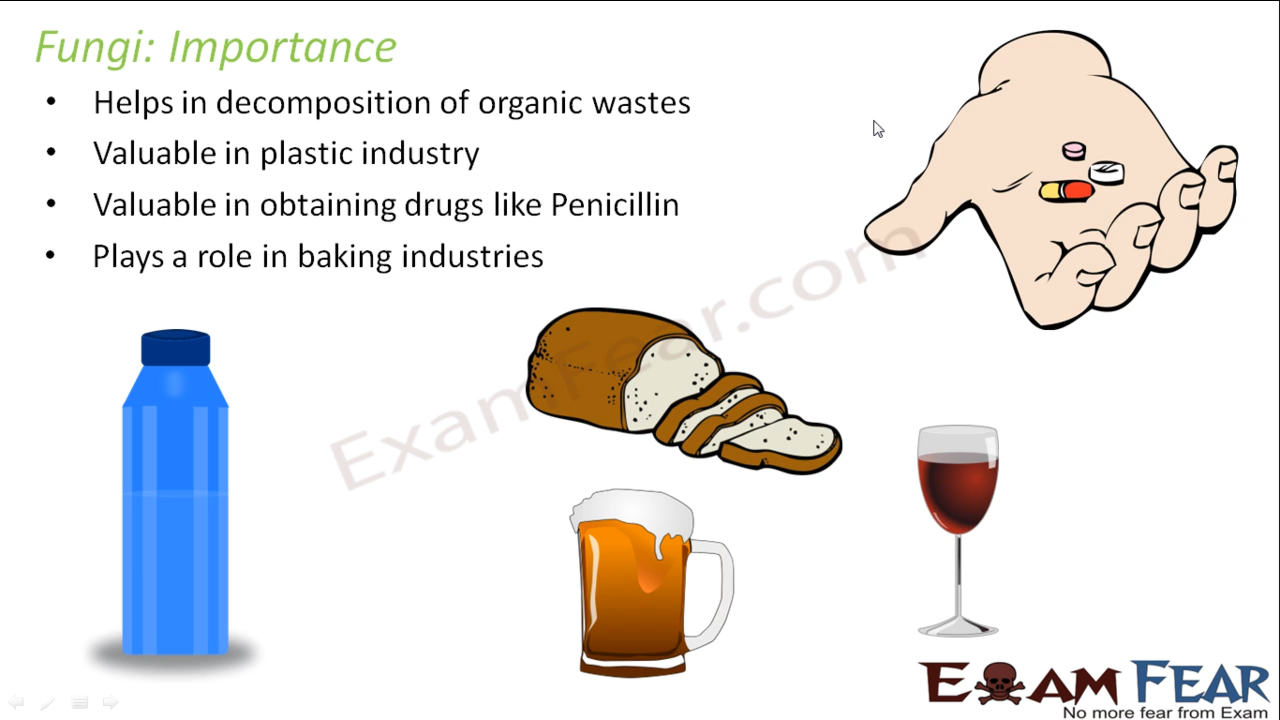 Fungi: Importance
• Helps in decomposition of organic wastes
• Valuable in plastic industry
• Valuable in obtaining drugs like Penicillin
• Plays a role in baking industries
ExamFear.com
EXAM FEAR
No more fear from Exam